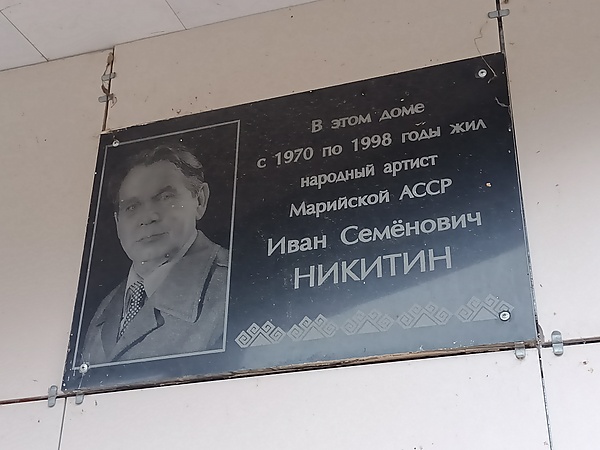 В этом доме
с 1970 по 1998 годы жил
народный артист
Марийской АССР
Иван Семёнович
НИКИТИН